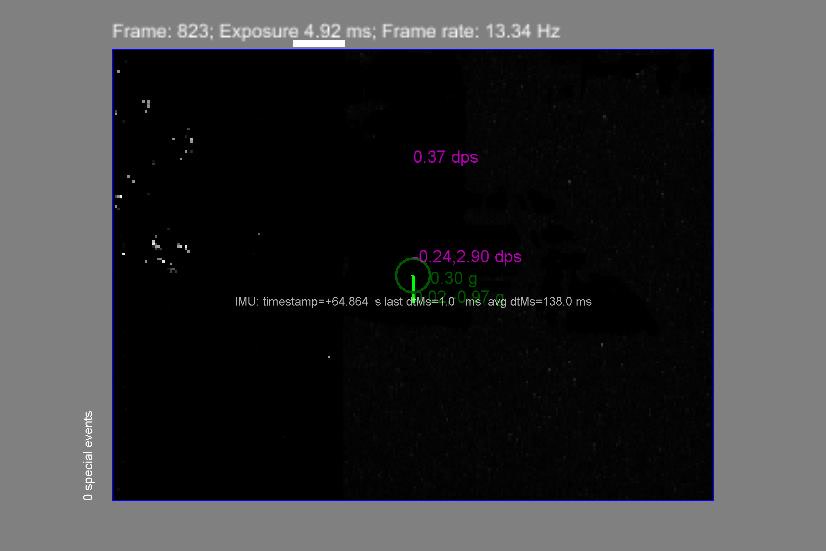 Frame: 823; Exposure 4.92 ms; Frame rate: 13.34 Hz
0.37 dps
-0.24,2.90 dps
0.30 g
IMU: timestamp=+64.864 s last dtMs=1.0 ms avg dtMs=138.0 ms
0 special events